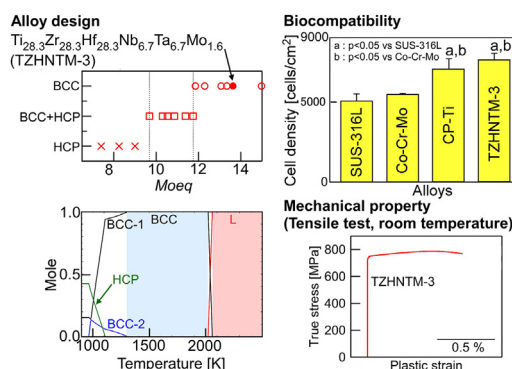 Alloy design
Ti28.3Zr28.3Hf28.3Nb6.7Ta6.7Mo1.6
(TZHNTM-3)
BCC
BCC+HCP
HCP
8 10 12 14
Moeq
1.0
0.5
0.0
Mole
BCC-1
BCC
L
HCP
BCC-2
1000 1500 2000
Temperature [K]
Biocompatibility
9000
5000
0
Cell density [cells/cm²]
a : p<0.05 vs SUS-316L
b : p<0.05 vs Co-Cr-Mo
a,b
a,b
SUS-316L
Co-Cr-Mo
CP-Ti
TZHNTM-3
Alloys
Mechanical property
(Tensile test, room temperature)
800
600
400
200
0
True stress [MPa]
TZHNTM-3
0.5 %
Plastic strain